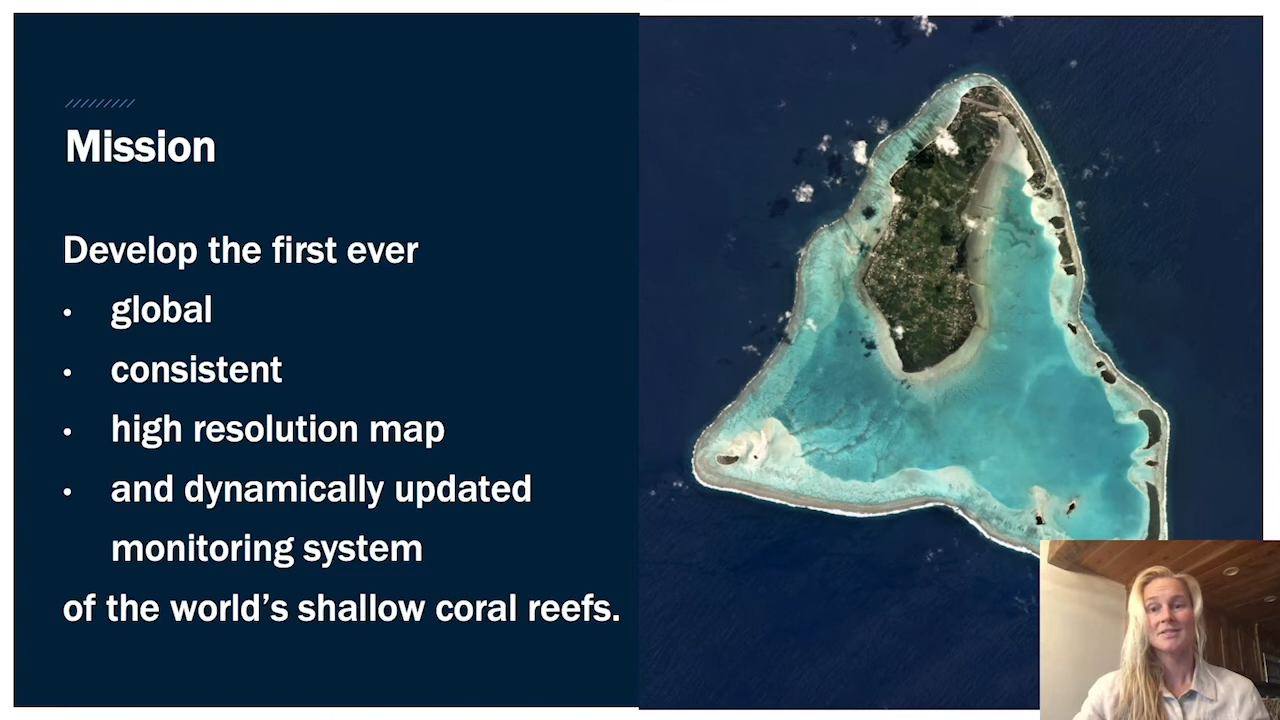 Mission
Develop the first ever
• global
• consistent
• high resolution map
• and dynamically updated
monitoring system
of the world’s shallow coral reefs.